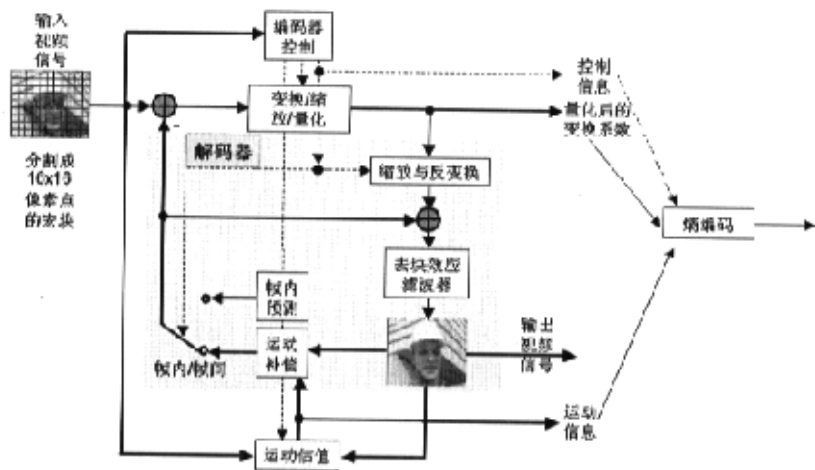 输入
视频
信号
编码器
控制
控制
信息
量化后的
变换系数
变换/缩
放/量化
解码器
缩放与反变换
分割成
16x16
像素点
的宏块
熵编码
去块效应
滤波器
帧内
预测
输出
视频
信号
运动
补偿
帧内/帧间
运动/
信息
运动估值